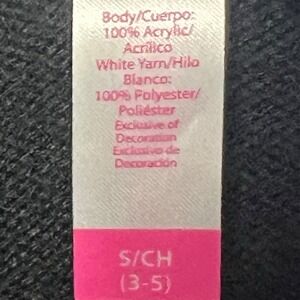 Body/Cuerpo:
100% Acrylic/
Acrílico
White Yarn/Hilo
Blanco:
100% Polyester/
Poliéster
Exclusive of
Decoration
Exclusivo de
Decoración
S/CH
(3-5)